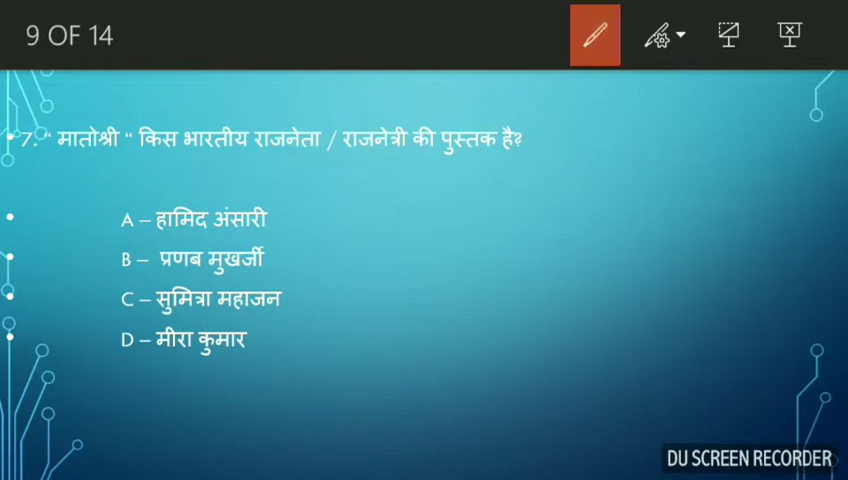 9 OF 14
7. “ मातोश्री “ किस भारतीय राजनेता / राजनेत्री की पुस्तक है?
A – हामिद अंसारी
B – प्रणब मुखर्जी
C – सुमित्रा महाजन
D – मीरा कुमार
DU SCREEN RECORDER